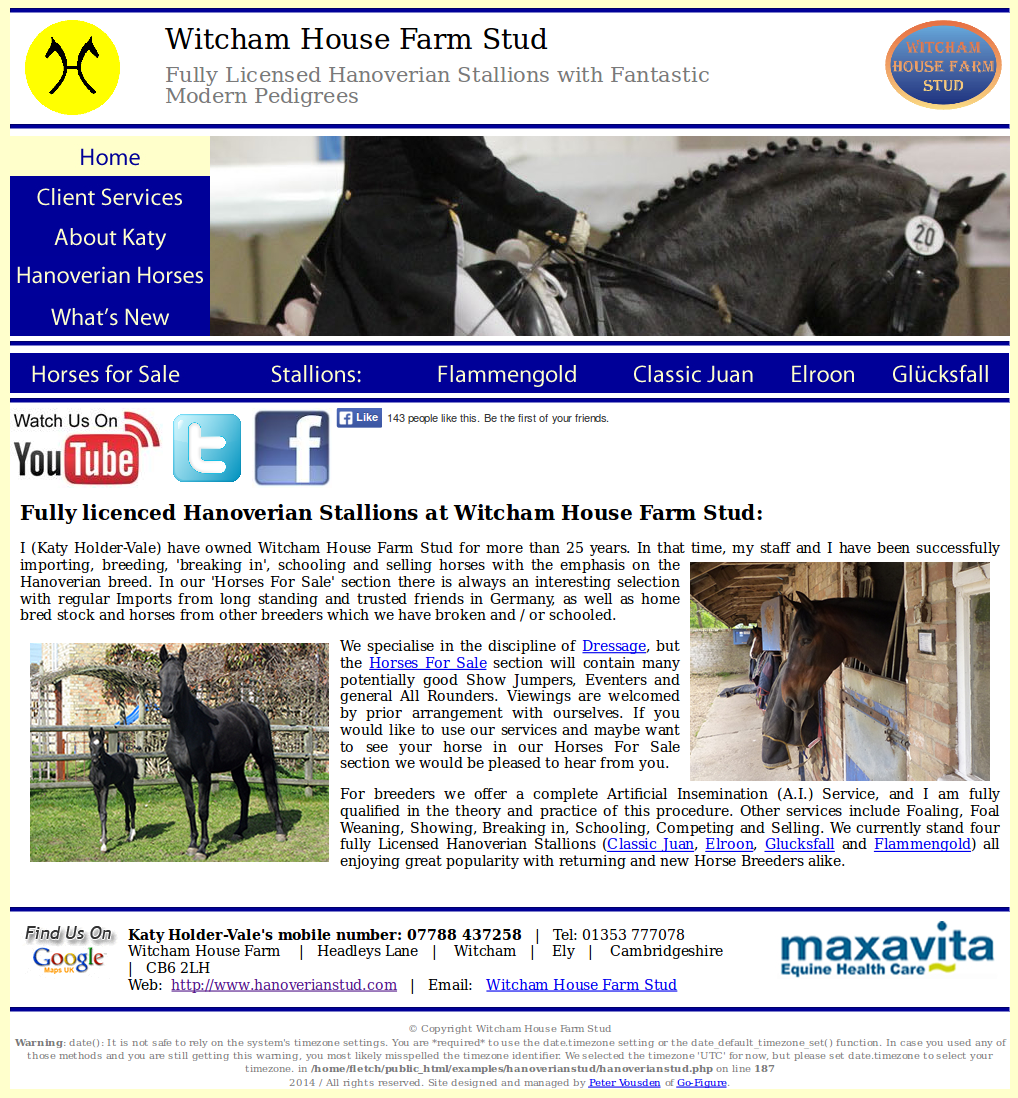 Witcham House Farm Stud
Fully Licensed Hanoverian Stallions with Fantastic
Modern Pedigrees
WITCHAM
HOUSE FARM
STUD
Home
Client Services
About Katy
Hanoverian Horses
What's New
20
Horses for Sale Stallions: Flammengold Classic Juan Elroon Glücksfall
Watch Us On
YouTube
t
f
Like 143 people like this. Be the first of your friends.
Fully licenced Hanoverian Stallions at Witcham House Farm Stud:
I (Katy Holder-Vale) have owned Witcham House Farm Stud for more than 25 years. In that time, my staff and I have been successfully
importing, breeding, 'breaking in', schooling and selling horses with the emphasis on the
Hanoverian breed. In our 'Horses For Sale' section there is always an interesting selection
with regular Imports from long standing and trusted friends in Germany, as well as home
bred stock and horses from other breeders which we have broken and / or schooled.
We specialise in the discipline of Dressage, but
the Horses For Sale section will contain many
potentially good Show Jumpers, Eventers and
general All Rounders. Viewings are welcomed
by prior arrangement with ourselves. If you
would like to use our services and maybe want
to see your horse in our Horses For Sale
section we would be pleased to hear from you.
For breeders we offer a complete Artificial Insemination (A.I.) Service, and I am fully
qualified in the theory and practice of this procedure. Other services include Foaling, Foal
Weaning, Showing, Breaking in, Schooling, Competing and Selling. We currently stand four
fully Licensed Hanoverian Stallions (Classic Juan, Elroon, Glucksfall and Flammengold) all
enjoying great popularity with returning and new Horse Breeders alike.
Find Us On
Google
Maps UK
Katy Holder-Vale's mobile number: 07788 437258 | Tel: 01353 777078
Witcham House Farm | Headleys Lane | Witcham | Ely | Cambridgeshire
| CB6 2LH
Web: http://www.hanoverianstud.com | Email: Witcham House Farm Stud
maxavita
Equine Health Care
© Copyright Witcham House Farm Stud
Warning: date(): It is not safe to rely on the system's timezone settings. You are *required* to use the date.timezone setting or the date_default_timezone_set() function. In case you used any of
those methods and you are still getting this warning, you most likely misspelled the timezone identifier. We selected the timezone 'UTC' for now, but please set date.timezone to select your
timezone. in /home/fletch/public_html/examples/hanoverianstud/hanoverianstud.php on line 187
2014 / All rights reserved. Site designed and managed by Peter Vousden of Go-Figure.